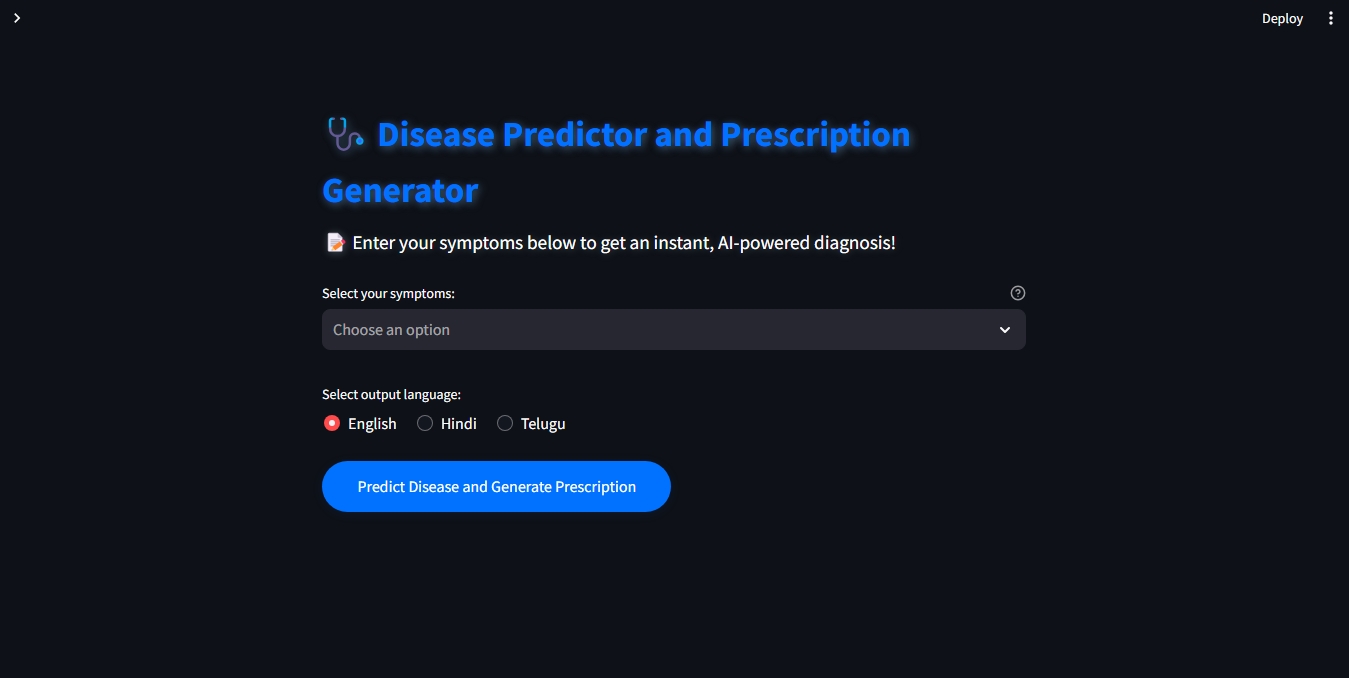 Deploy
Disease Predictor and Prescription
Generator
Enter your symptoms below to get an instant, AI-powered diagnosis!
Select your symptoms:
Choose an option
Select output language:
English Hindi Telugu
Predict Disease and Generate Prescription